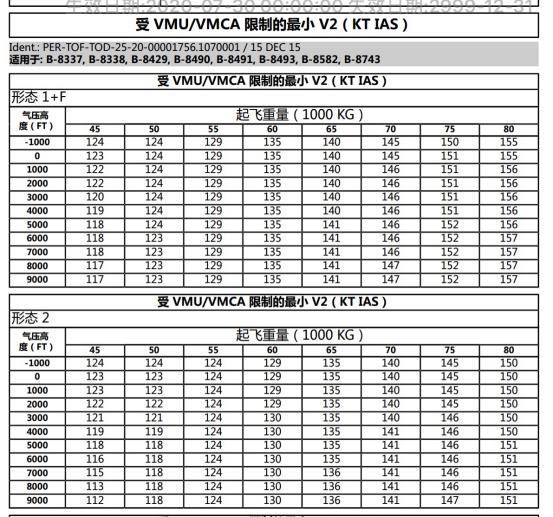 生效日期:2020-07-30 00:00:00 失效日期:2999-12-31
受 VMU/VMCA 限制的最小 V2（KT IAS）
Ident.: PER-TOF-TOD-25-20-00001756.1070001 / 15 DEC 15
适用于: B-8337, B-8338, B-8429, B-8490, B-8491, B-8493, B-8582, B-8743
受 VMU/VMCA 限制的最小 V2（KT IAS）
形态 1+F
气压高度（FT） 起飞重量（1000 KG）
45 50 55 60 65 70 75 80
-1000 124 124 129 135 140 145 150 155
0 123 124 129 135 140 145 151 155
1000 122 124 129 135 140 146 151 156
2000 122 124 129 135 140 146 151 156
3000 120 124 129 135 140 146 151 156
4000 119 124 129 135 140 146 151 156
5000 118 124 129 135 141 146 152 156
6000 118 123 129 135 141 146 152 157
7000 118 123 129 135 141 146 152 157
8000 117 123 129 135 141 147 152 157
9000 117 123 129 135 141 147 152 157
受 VMU/VMCA 限制的最小 V2（KT IAS）
形态 2
气压高度（FT） 起飞重量（1000 KG）
45 50 55 60 65 70 75 80
-1000 124 124 124 129 135 140 145 150
0 123 123 124 129 135 140 145 150
1000 123 123 124 129 135 140 145 150
2000 122 122 124 129 135 140 145 150
3000 121 121 124 130 135 140 146 150
4000 119 119 124 130 135 141 146 150
5000 118 118 124 130 135 141 146 151
6000 116 118 124 130 135 141 146 151
7000 115 118 124 130 136 141 146 151
8000 113 118 124 130 136 141 146 151
9000 112 118 124 130 136 141 147 151